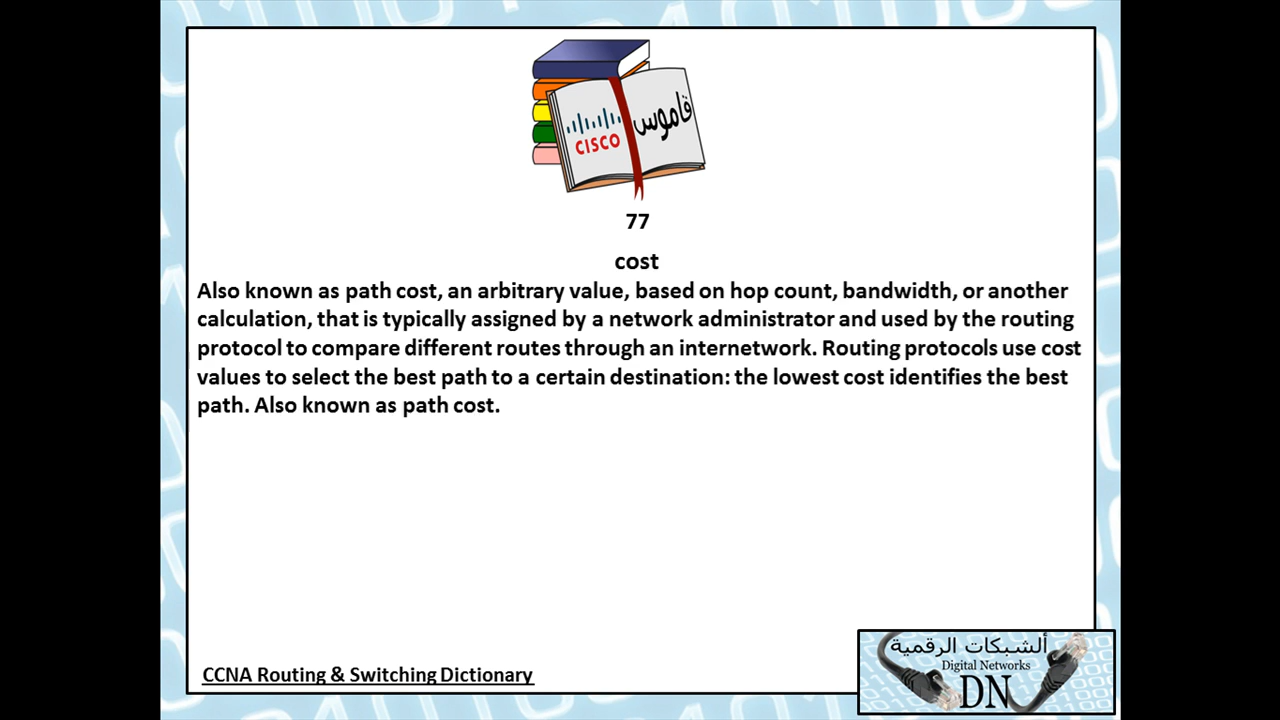 CISCO
قاموس
77
cost
Also known as path cost, an arbitrary value, based on hop count, bandwidth, or another
calculation, that is typically assigned by a network administrator and used by the routing
protocol to compare different routes through an internetwork. Routing protocols use cost
values to select the best path to a certain destination: the lowest cost identifies the best
path. Also known as path cost.
CCNA Routing & Switching Dictionary
ألشبكات الرقمية
Digital Networks
DN